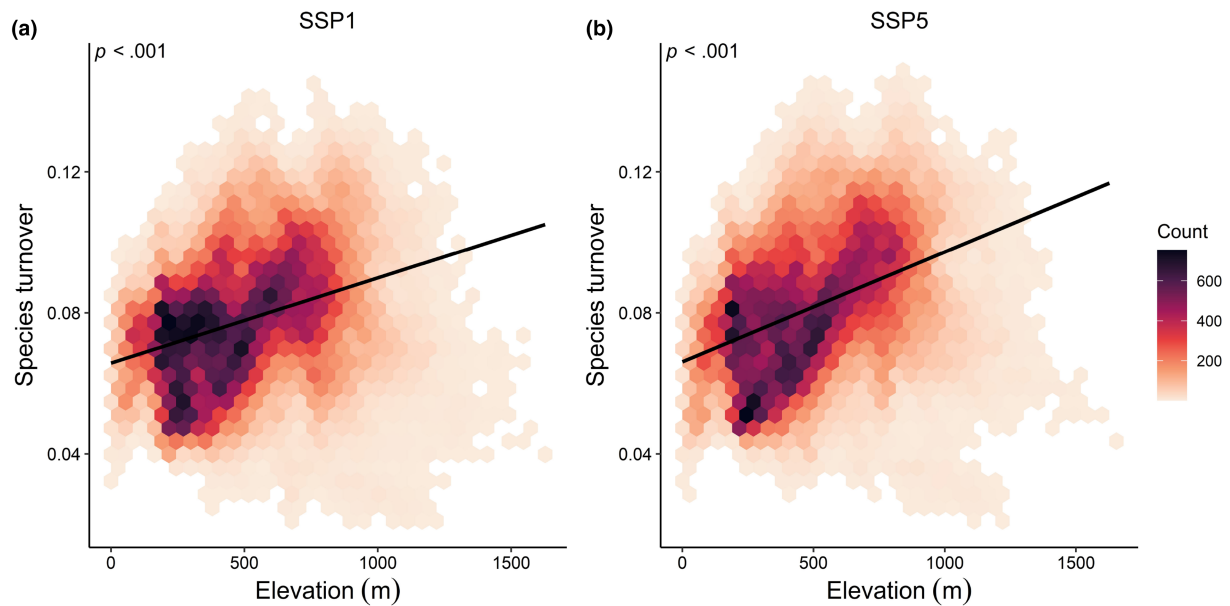 (a)
SSP1
p < .001
Species turnover
0.12
0.08
0.04
0
500
1000
1500
Elevation (m)
(b)
SSP5
p < .001
Species turnover
0.12
0.08
0.04
0
500
1000
1500
Elevation (m)
Count
600
400
200